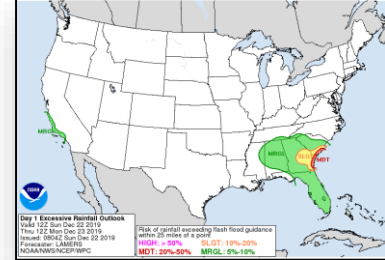 MRGL
MRGL
SLGT
MDT
NOAA
Day 1 Excessive Rainfall Outlook
Valid 12Z Sun Dec 22 2019
Thru 12Z Mon Dec 23 2019
Issued: 0804Z Sun Dec 22 2019
Forecaster: LAMERS
NOAA/NWS/NCEP/WPC
Risk of rainfall exceeding flash flood guidance
within 25 miles of a point
HIGH: > 50% SLGT: 10%-20%
MDT: 20%-50% MRGL: 5%-10%